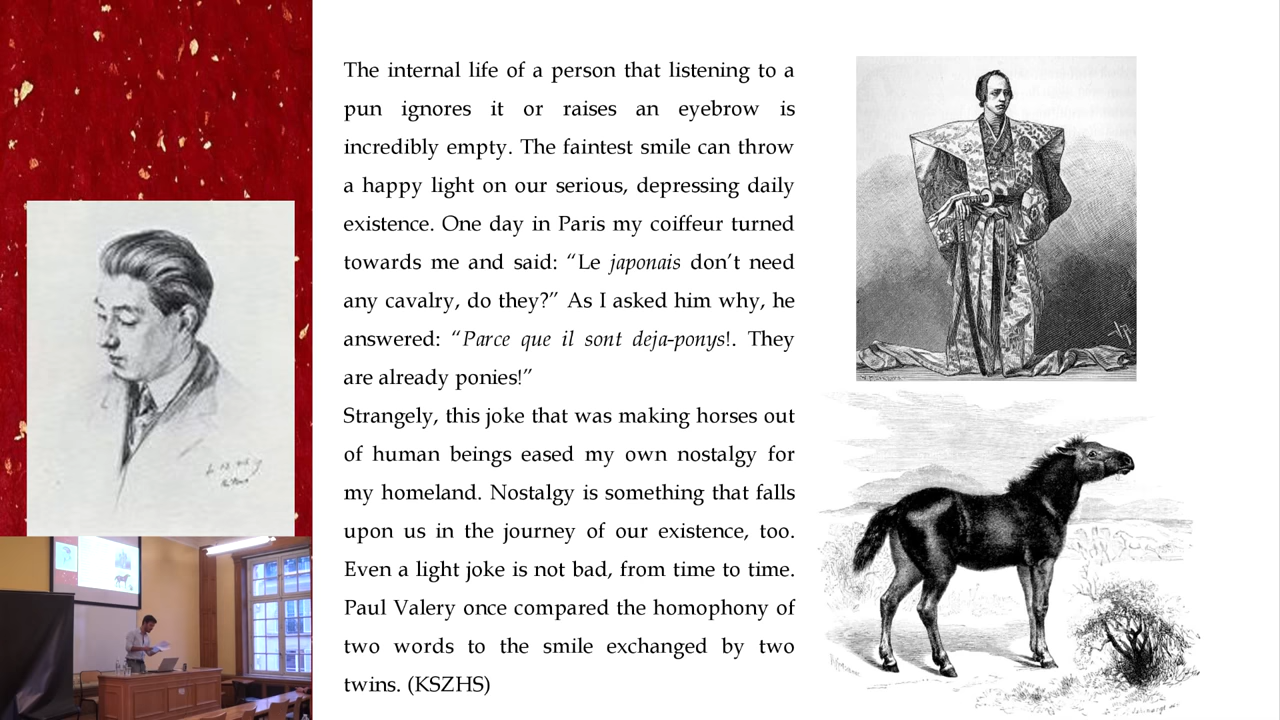 The internal life of a person that listening to a
pun ignores it or raises an eyebrow is
incredibly empty. The faintest smile can throw
a happy light on our serious, depressing daily
existence. One day in Paris my coiffeur turned
towards me and said: “Le japonais don’t need
any cavalry, do they?” As I asked him why, he
answered: “Parce que il sont deja-ponys!. They
are already ponies!”
Strangely, this joke that was making horses out
of human beings eased my own nostalgy for
my homeland. Nostalgy is something that falls
upon us in the journey of our existence, too.
Even a light joke is not bad, from time to time.
Paul Valery once compared the homophony of
two words to the smile exchanged by two
twins. (KSZHS)